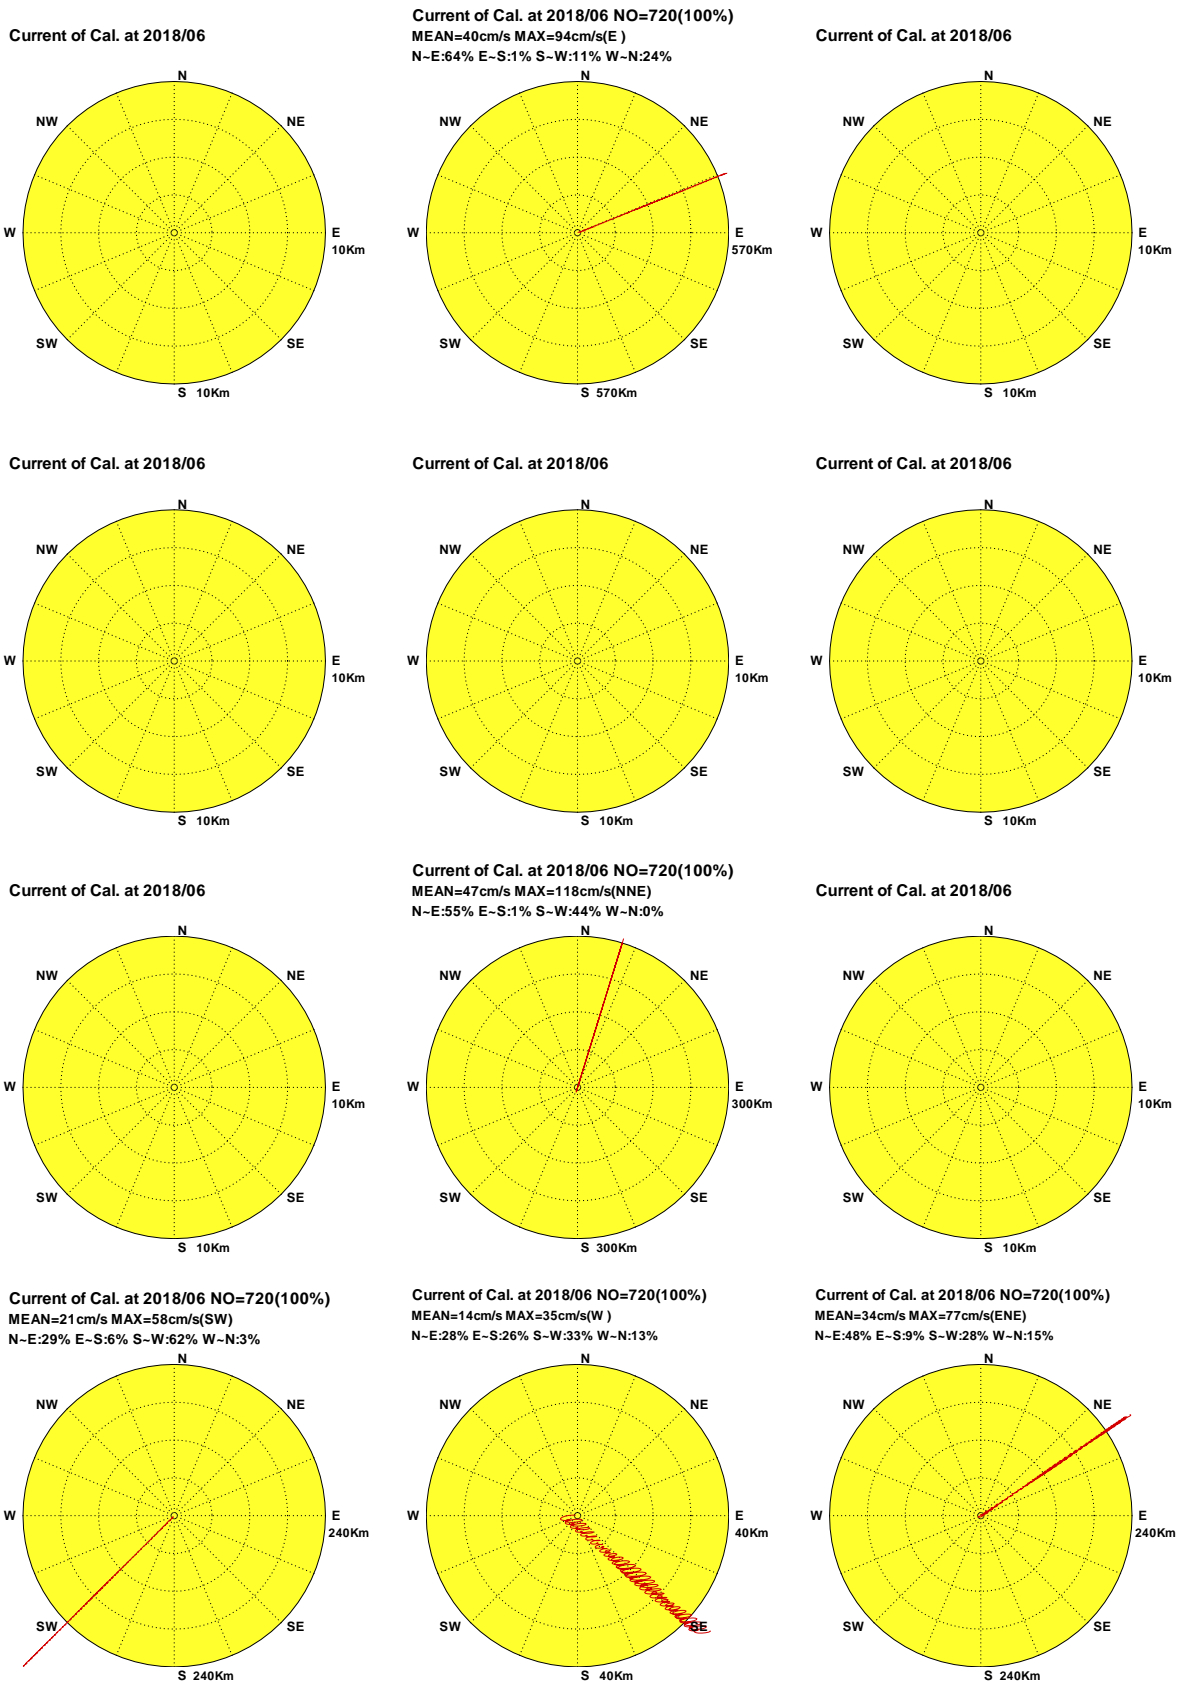 Current of Cal. at 2018/06
N
NW
NE
W
E
10Km
SW
SE
S 10Km
Current of Cal. at 2018/06 NO=720(100%)
MEAN=40cm/s MAX=94cm/s(E )
N~E:64% E~S:1% S~W:11% W~N:24%
N
NW
NE
W
E
570Km
SW
SE
S 570Km
Current of Cal. at 2018/06
N
NW
NE
W
E
10Km
SW
SE
S 10Km
Current of Cal. at 2018/06
N
NW
NE
W
E
10Km
SW
SE
S 10Km
Current of Cal. at 2018/06
N
NW
NE
W
E
10Km
SW
SE
S 10Km
Current of Cal. at 2018/06
N
NW
NE
W
E
10Km
SW
SE
S 10Km
Current of Cal. at 2018/06
N
NW
NE
W
E
10Km
SW
SE
S 10Km
Current of Cal. at 2018/06 NO=720(100%)
MEAN=47cm/s MAX=118cm/s(NNE)
N~E:55% E~S:1% S~W:44% W~N:0%
N
NW
NE
W
E
300Km
SW
SE
S 300Km
Current of Cal. at 2018/06
N
NW
NE
W
E
10Km
SW
SE
S 10Km
Current of Cal. at 2018/06 NO=720(100%)
MEAN=21cm/s MAX=58cm/s(SW)
N~E:29% E~S:6% S~W:62% W~N:3%
N
NW
NE
W
E
240Km
SW
SE
S 240Km
Current of Cal. at 2018/06 NO=720(100%)
MEAN=14cm/s MAX=35cm/s(W )
N~E:28% E~S:26% S~W:33% W~N:13%
N
NW
NE
W
E
40Km
SW
SE
S 40Km
Current of Cal. at 2018/06 NO=720(100%)
MEAN=34cm/s MAX=77cm/s(ENE)
N~E:48% E~S:9% S~W:28% W~N:15%
N
NW
NE
W
E
240Km
SW
SE
S 240Km